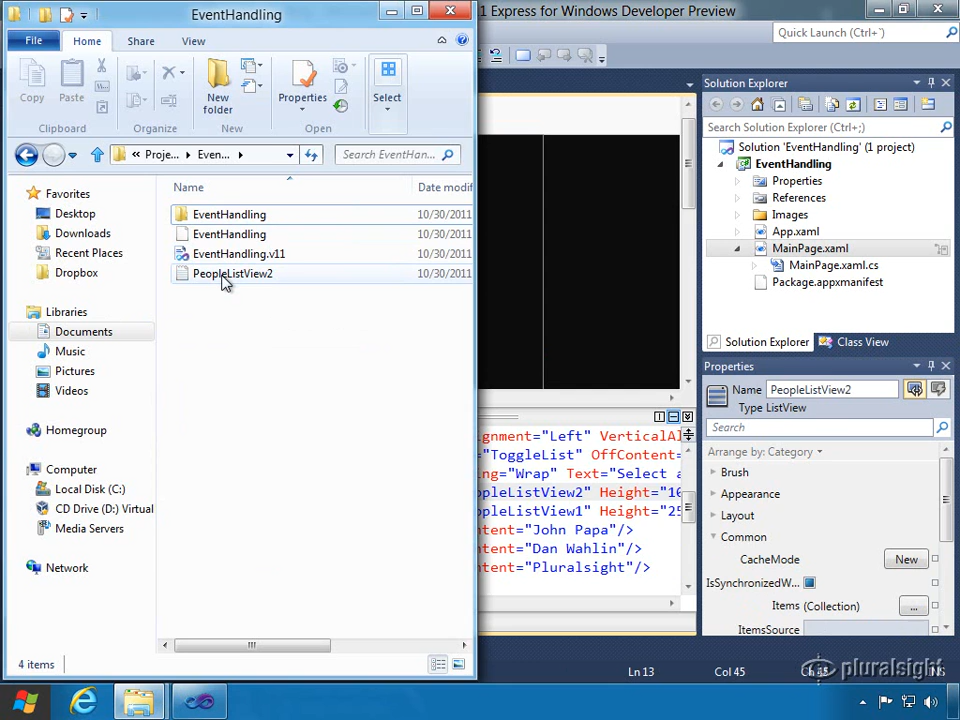 EventHandling
1 Express for Windows Developer Preview
File Home Share View
Quick Launch (Ctrl+`)
Copy
Paste
New folder
Properties
Select
Clipboard
Organize
New
Open
Proje...
Even...
Search EventHan...
Name
Date modif
Favorites
Desktop
Downloads
Recent Places
Dropbox
Libraries
Documents
Music
Pictures
Videos
Homegroup
Computer
Local Disk (C:)
CD Drive (D:) Virtual
Media Servers
Network
EventHandling 10/30/2011
EventHandling 10/30/2011
EventHandling.v11 10/30/2011
PeopleListView2 10/30/2011
4 items
ignment="Left" VerticalAl
="ToggleList" OffContent=
ing="Wrap" Text="Select a
oplelistView2" Height="16
opleListView1" Height="25
ntent="John Papa"/>
ntent="Dan Wahlin"/>
ntent="Pluralsight"/>
Solution Explorer
Search Solution Explorer (Ctrl+;)
Solution 'EventHandling' (1 project)
EventHandling
Properties
References
Images
App.xaml
MainPage.xaml
MainPage.xaml.cs
Package.appxmanifest
Solution Explorer
Class View
Properties
Name PeopleListView2
Type ListView
Search
Arrange by: Category
Brush
Appearance
Layout
Common
CacheMode New
IsSynchronizedW...
Items (Collection) ...
ItemsSource
Ln 13 Col 45
pluralsight